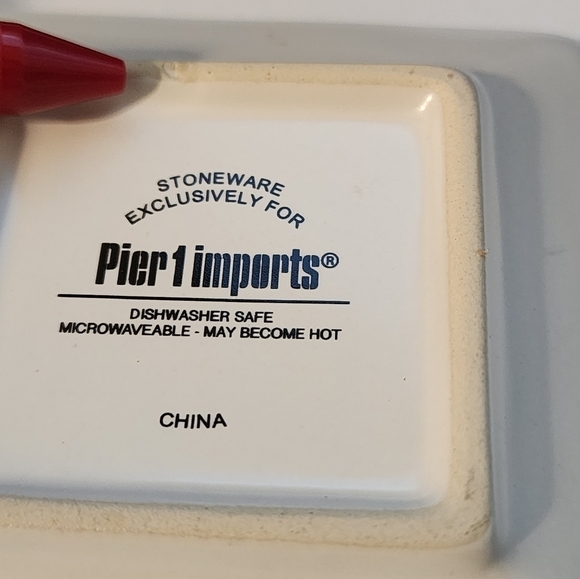 STONEWARE
EXCLUSIVELY FOR
Pier 1 imports®
DISHWASHER SAFE
MICROWAVEABLE - MAY BECOME HOT
CHINA